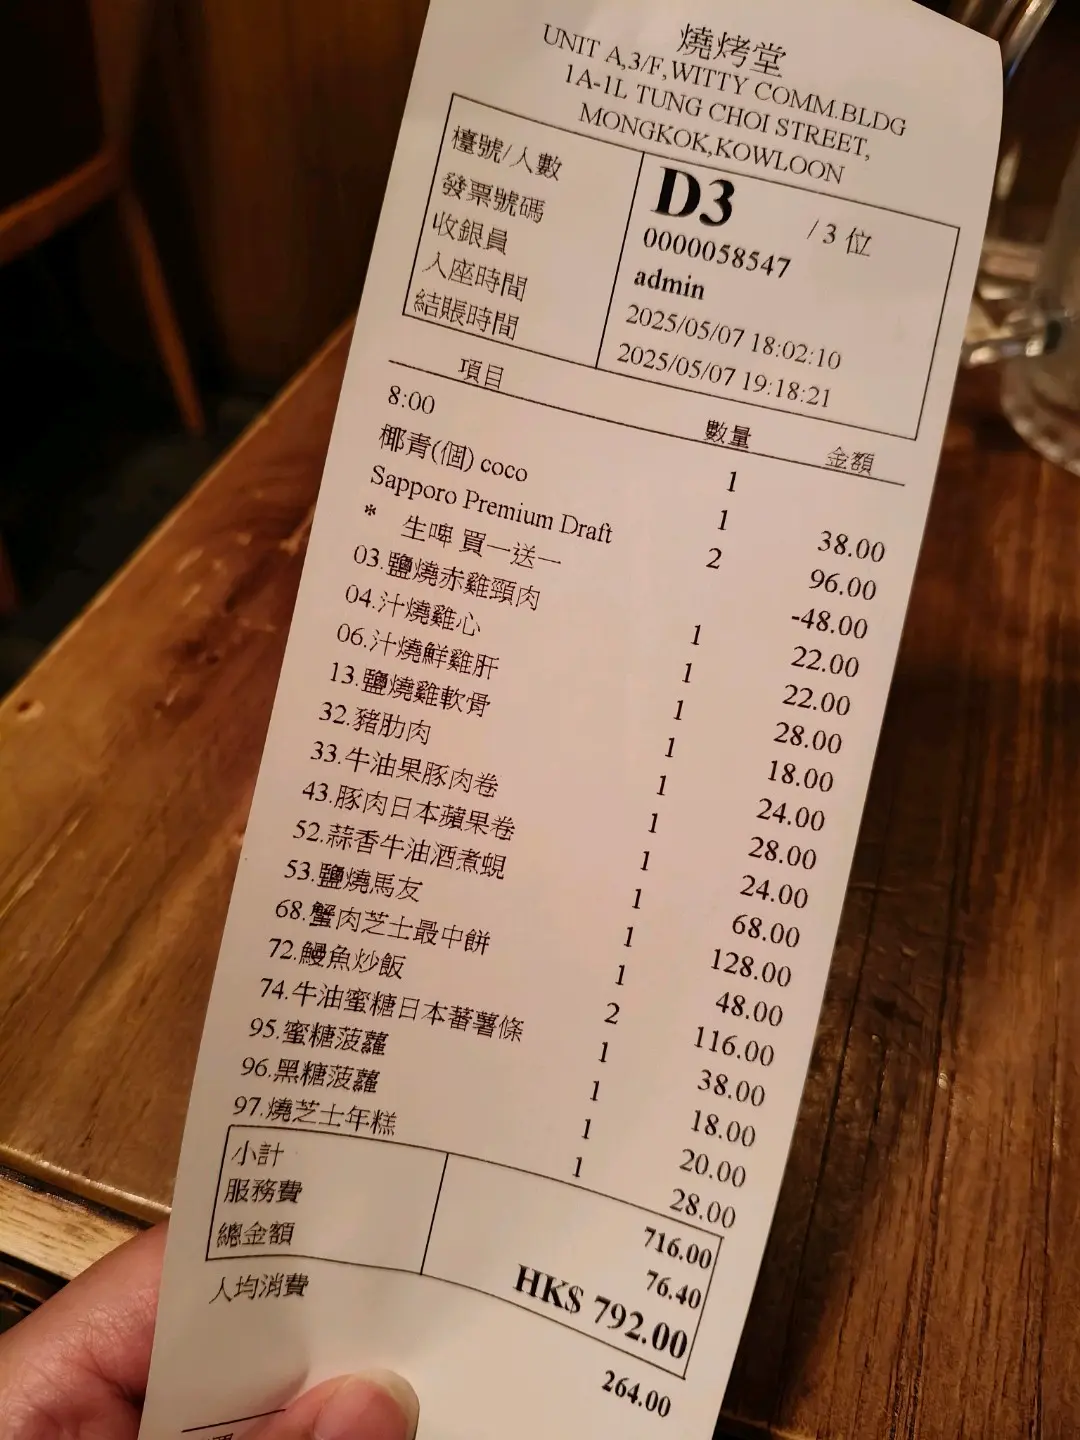 燒烤堂
UNIT A,3/F,WITTY COMM.BLDG
1A-1L TUNG CHOI STREET,
MONGKOK,KOWLOON
檯號/人數 D3 / 3 位
發票號碼 0000058547
收銀員 admin
入座時間 2025/05/07 18:02:10
結賬時間 2025/05/07 19:18:21
項目 數量 金額
8:00 1
椰青(個) coco 1 38.00
Sapporo Premium Draft 2 96.00
* 生啤 買一送一 -48.00
03.鹽燒赤雞頸肉 1 22.00
04.汁燒雞心 1 22.00
06.汁燒鮮雞肝 1 28.00
13.鹽燒雞軟骨 1 18.00
32.豬肋肉 1 24.00
33.牛油果豚肉卷 1 28.00
43.豚肉日本蘋果卷 1 24.00
52.蒜香牛油酒煮蜆 1 68.00
53.鹽燒馬友 1 128.00
68.蟹肉芝士最中餅 1 48.00
72.鰻魚炒飯 2 116.00
74.牛油蜜糖日本蕃薯條 1 38.00
95.蜜糖菠蘿 1 18.00
96.黑糖菠蘿 1 20.00
97.燒芝士年糕 1 28.00
小計 716.00
服務費 76.40
總金額 HK$ 792.00
人均消費 264.00